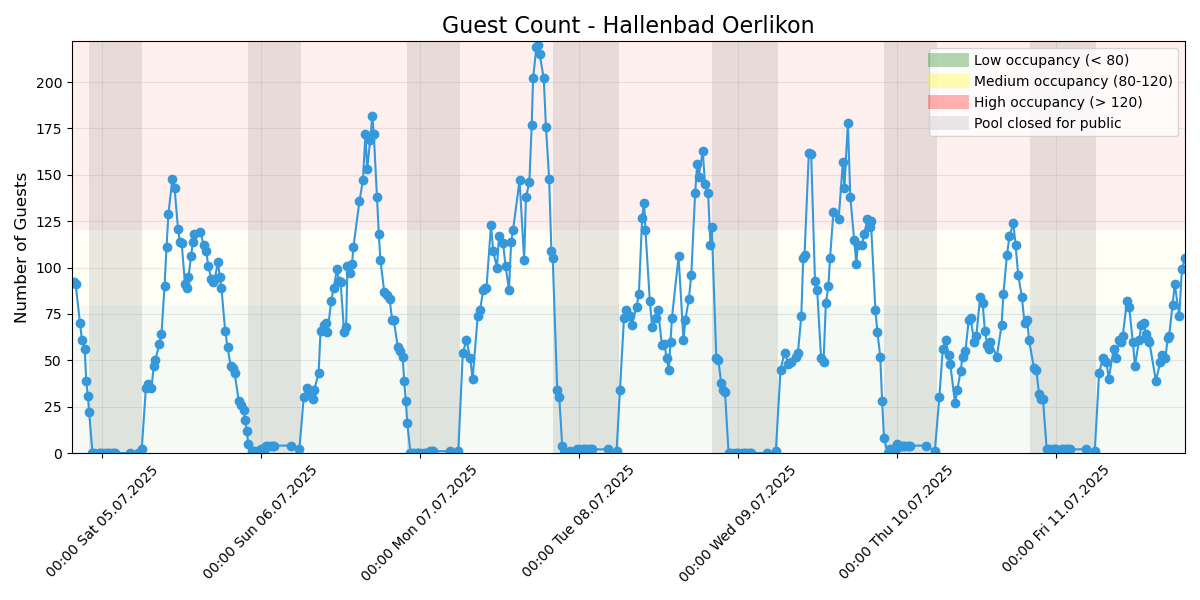 Guest Count - Hallenbad Oerlikon
Number of Guests
200
175
150
125
100
75
50
25
0
Low occupancy (< 80)
Medium occupancy (80-120)
High occupancy (> 120)
Pool closed for public
00:00 Sat 05.07.2025
00:00 Sun 06.07.2025
00:00 Mon 07.07.2025
00:00 Tue 08.07.2025
00:00 Wed 09.07.2025
00:00 Thu 10.07.2025
00:00 Fri 11.07.2025